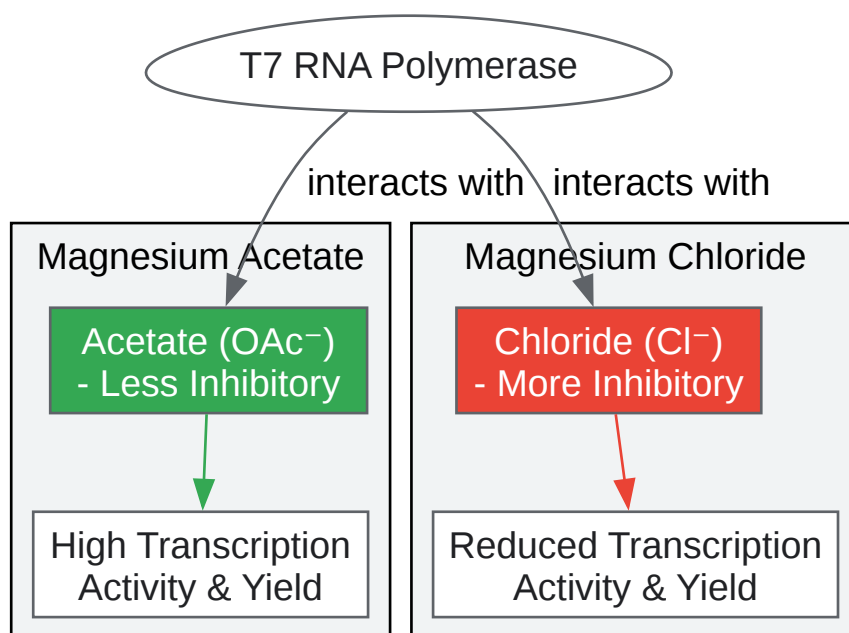 T7 RNA Polymerase
interacts with
interacts with
Magnesium Acetate
Magnesium Chloride
Acetate (OAc⁻)
- Less Inhibitory
Chloride (Cl⁻)
- More Inhibitory
High Transcription
Activity & Yield
Reduced Transcription
Activity & Yield